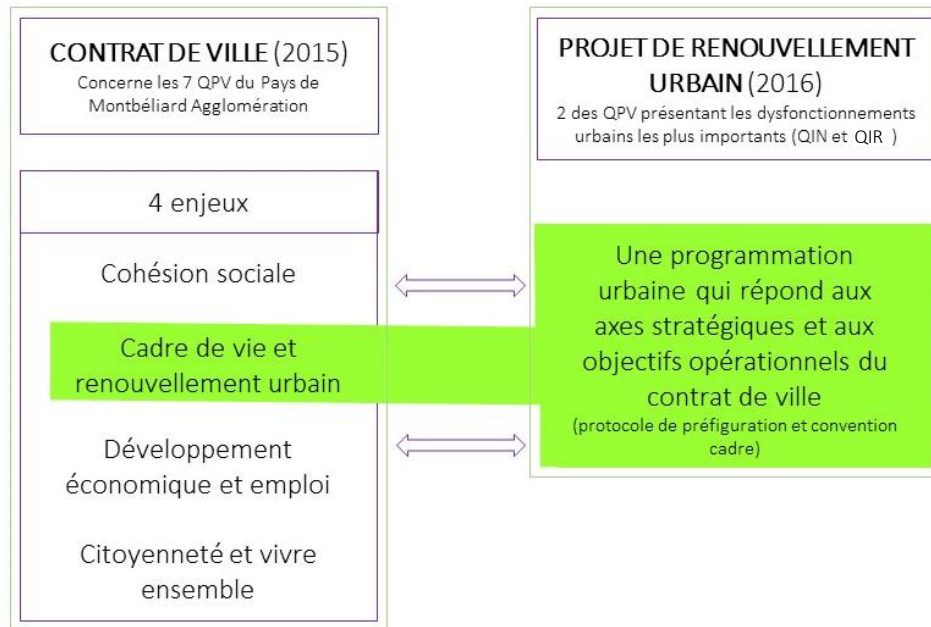 CONTRAT DE VILLE (2015)
Concerne les 7 QPV du Pays de
Montbéliard Agglomération
4 enjeux
Cohésion sociale
Cadre de vie et
renouvellement urbain
Développement
économique et emploi
Citoyenneté et vivre
ensemble
PROJET DE RENOUVELLEMENT
URBAIN (2016)
2 des QPV présentant les dysfonctionnements
urbains les plus importants (QIN et QIR )
Une programmation
urbaine qui répond aux
axes stratégiques et aux
objectifs opérationnels du
contrat de ville
(protocole de préfiguration et convention
cadre)